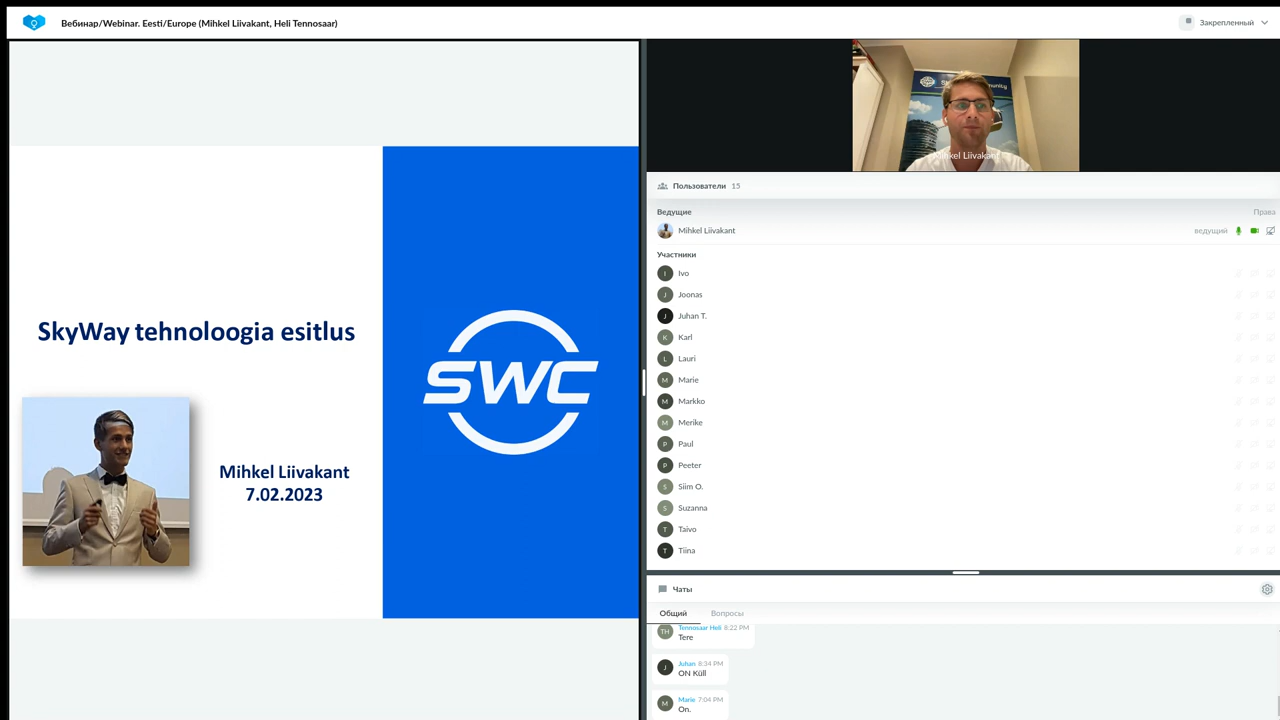 Вебинар/Webinar. Eesti/Europe (Mihkel Liivakant, Heli Tennosaar)
Закрепленный
SkyWay tehnoloogia esitlus
Mihkel Liivakant
7.02.2023
SWC
Mihkel Liivakant
Пользователи 15
Ведущие
Права
Mihkel Liivakant
ведущий
Участники
I Ivo
J Joonas
J Juhan T.
K Karl
L Lauri
M Marie
M Markko
M Merike
P Paul
P Peeter
S Siim O.
S Suzanna
T Taivo
T Tiina
Чаты
Общий
Вопросы
TH Tennosaar Heli 8:22 PM
Tere
J Juhan 8:34 PM
ON Küll
M Marie 7:04 PM
On.